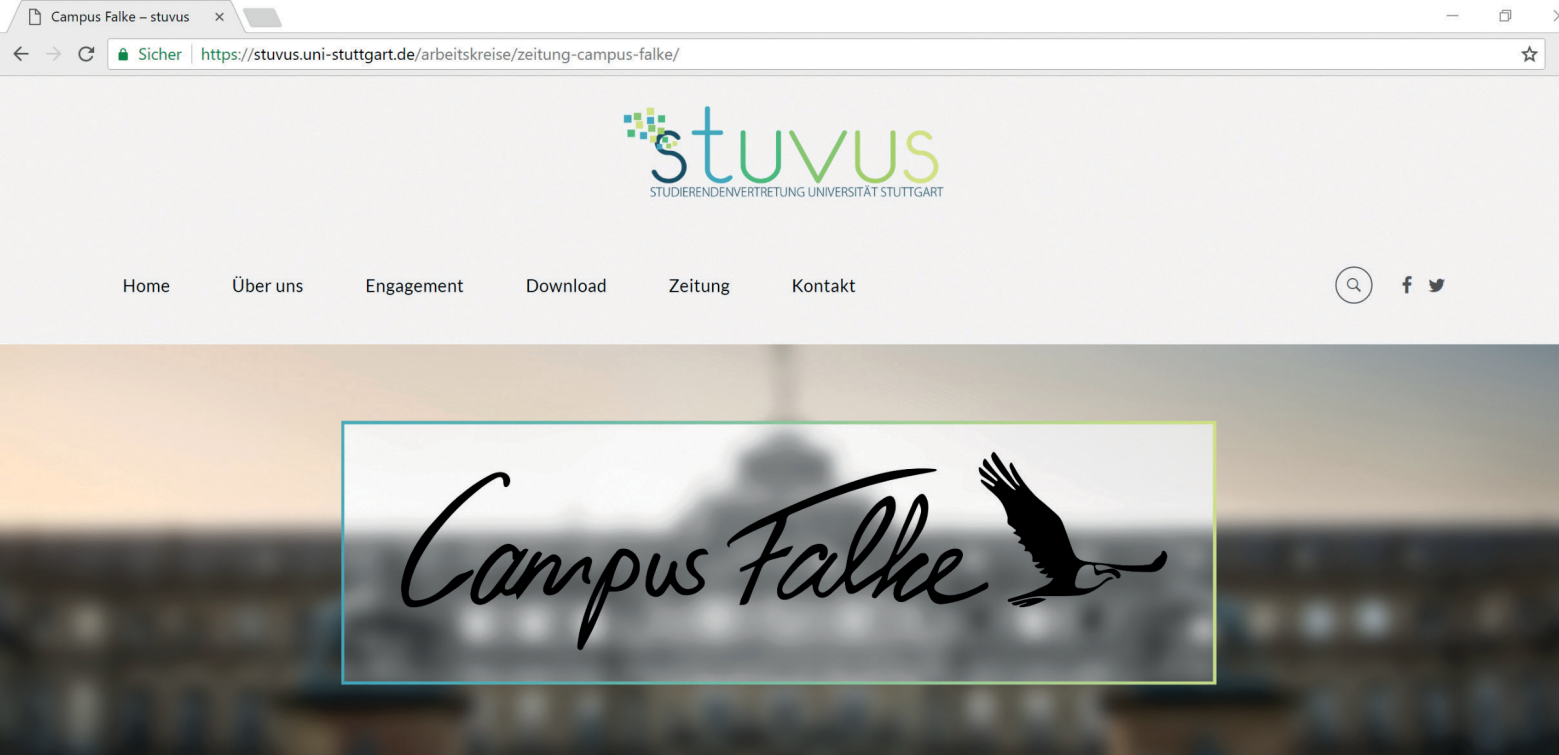 Campus Falke – stuvus
Sicher
https://stuvus.uni-stuttgart.de/arbeitskreise/zeitung-campus-falke/
stuvus
STUDIERENDENVERTRETUNG UNIVERSITÄT STUTTGART
Home Über uns Engagement Download Zeitung Kontakt
Campus Falke